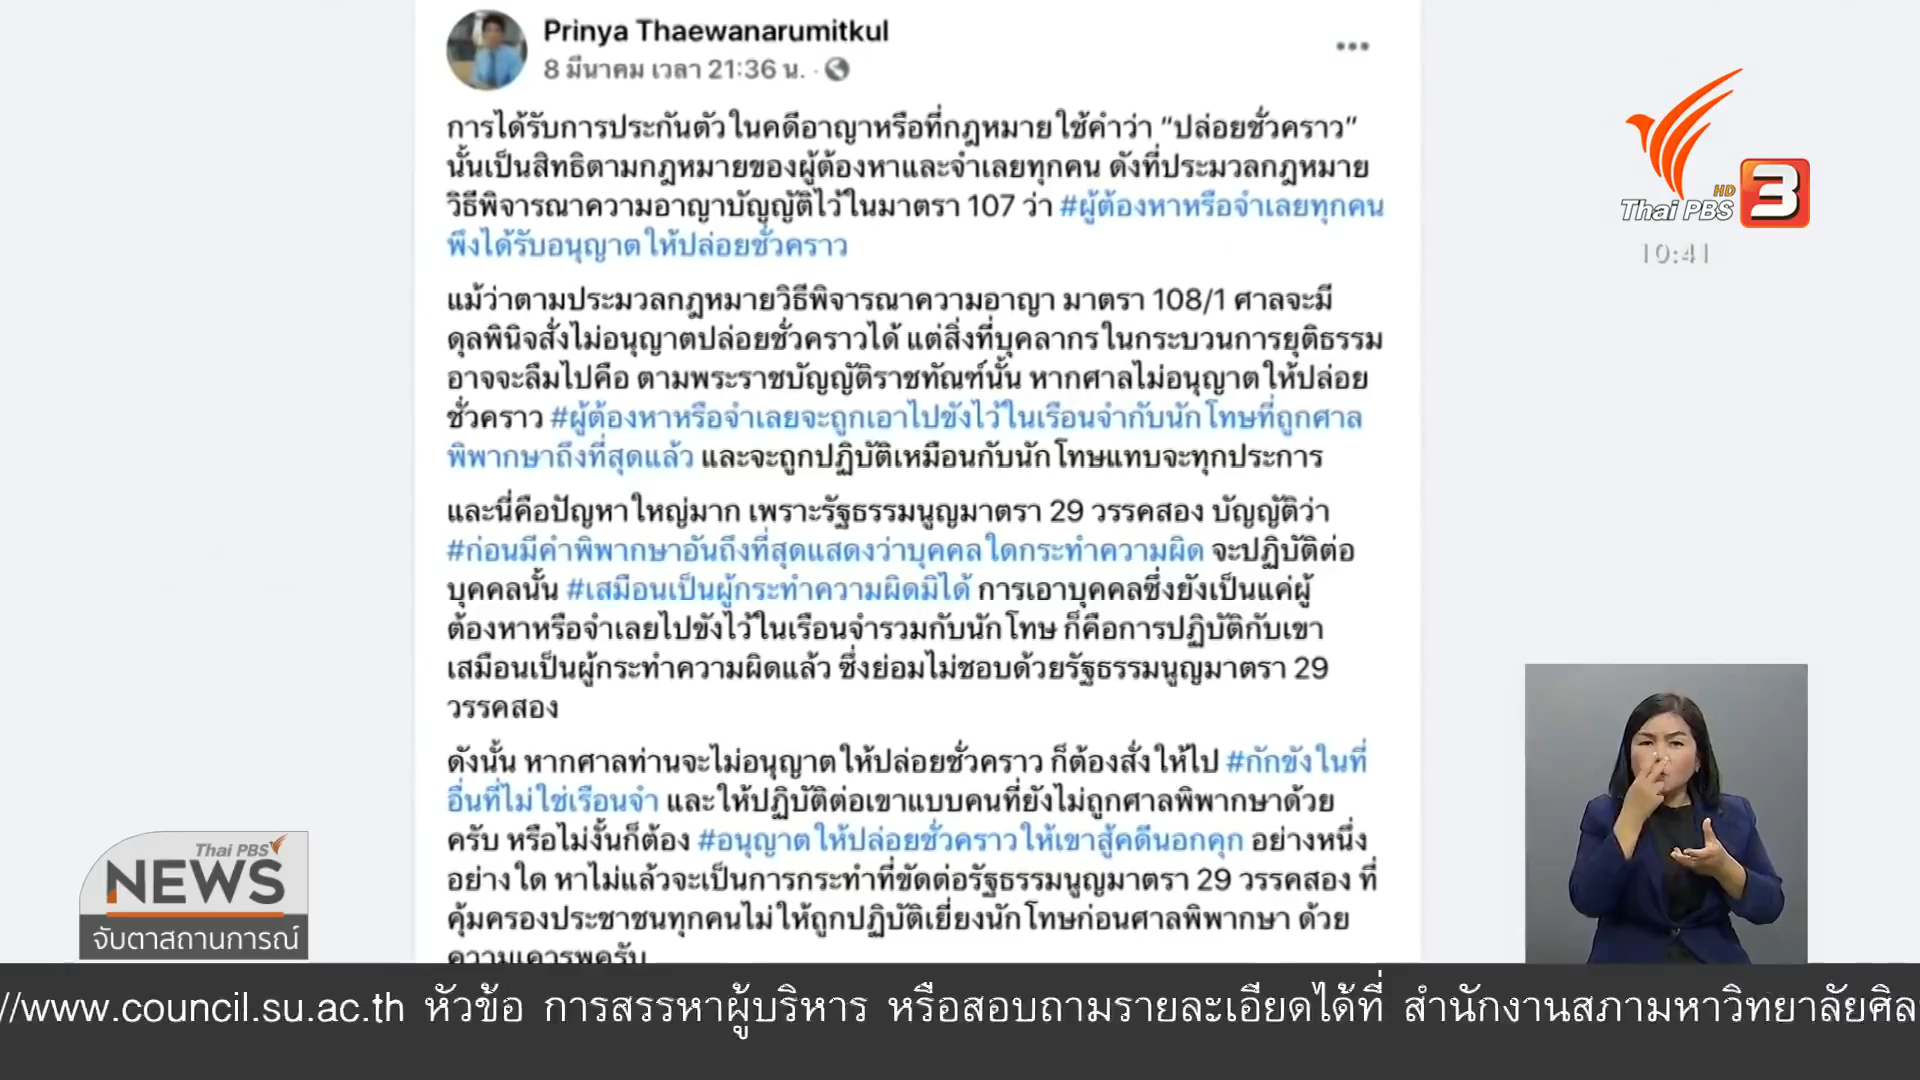 Prinya Thaewanarumitkul
8 มีนาคม เวลา 21:36 น. ·
การได้รับการประกันตัวในคดีอาญาหรือที่กฎหมายใช้คำว่า “ปล่อยชั่วคราว”
นั้นเป็นสิทธิตามกฎหมายของผู้ต้องหาและจำเลยทุกคน ดังที่ประมวลกฎหมาย
วิธีพิจารณาความอาญาบัญญัติไว้ในมาตรา 107 ว่า #ผู้ต้องหาหรือจำเลยทุกคน
พึงได้รับอนุญาตให้ปล่อยชั่วคราว
แม้ว่าตามประมวลกฎหมายวิธีพิจารณาความอาญา มาตรา 108/1 ศาลจะมี
ดุลพินิจสั่งไม่อนุญาตปล่อยชั่วคราวได้ แต่สิ่งที่บุคลากรในกระบวนการยุติธรรม
อาจจะลืมไปคือ ตามพระราชบัญญัติราชทัณฑ์นั้น หากศาลไม่อนุญาตให้ปล่อย
ชั่วคราว #ผู้ต้องหาหรือจำเลยจะถูกเอาไปขังไว้ในเรือนจำกับนักโทษที่ถูกศาล
พิพากษาถึงที่สุดแล้ว และจะถูกปฏิบัติเหมือนกับนักโทษแทบจะทุกประการ
และนี่คือปัญหาใหญ่มาก เพราะรัฐธรรมนูญมาตรา 29 วรรคสอง บัญญัติว่า
#ก่อนมีคำพิพากษาอันถึงที่สุดแสดงว่าบุคคลใดกระทำความผิด จะปฏิบัติต่อ
บุคคลนั้น #เสมือนเป็นผู้กระทำความผิดมิได้ การเอาบุคคลซึ่งยังเป็นแค่ผู้
ต้องหาหรือจำเลยไปขังไว้ในเรือนจำรวมกับนักโทษ ก็คือการปฏิบัติกับเขา
เสมือนเป็นผู้กระทำความผิดแล้ว ซึ่งย่อมไม่ชอบด้วยรัฐธรรมนูญมาตรา 29
วรรคสอง
ดังนั้น หากศาลท่านจะไม่อนุญาตให้ปล่อยชั่วคราว ก็ต้องสั่งให้ไป #กักขังในที่
อื่นที่ไม่ใช่เรือนจำ และให้ปฏิบัติต่อเขาแบบคนที่ยังไม่ถูกศาลพิพากษาด้วย
ครับ หรือไม่งั้นก็ต้อง #อนุญาตให้ปล่อยชั่วคราวให้เขาสู้คดีนอกคุก อย่างหนึ่ง
อย่างใด หาไม่แล้วจะเป็นการกระทำที่ขัดต่อรัฐธรรมนูญมาตรา 29 วรรคสอง ที่
คุ้มครองประชาชนทุกคนไม่ให้ถูกปฏิบัติเยี่ยงนักโทษก่อนศาลพิพากษา ด้วย
ความเคารพครับ
Thai PBS HD 3
10:41
Thai PBS
NEWS
จับตาสถานการณ์
//www.council.su.ac.th หัวข้อ การสรรหาผู้บริหาร หรือสอบถามรายละเอียดได้ที่ สำนักงานสภามหาวิทยาลัยศิล